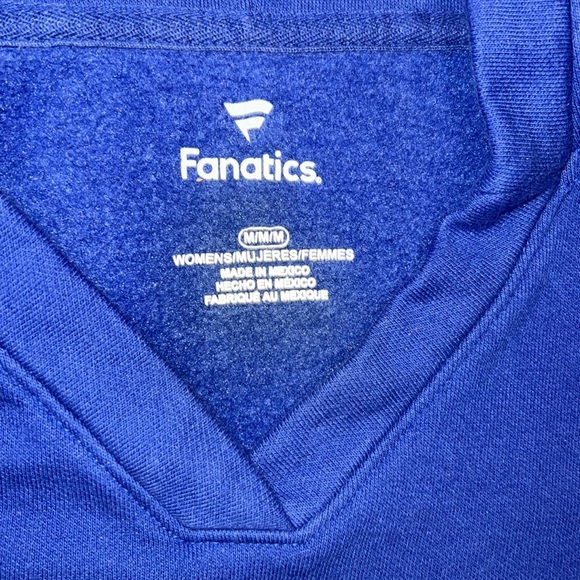 Fanatics.
M/M/M
WOMENS/MUJERES/FEMMES
MADE IN MEXICO
HECHO EN MÉXICO
FABRIQUÉ AU MEXIQUE